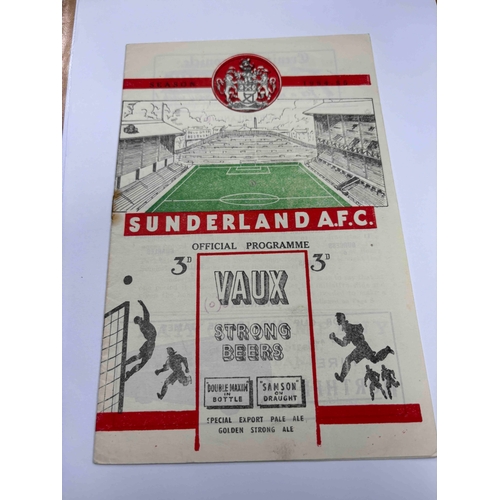 SUNDERLAND A.F.C.
OFFICIAL PROGRAMME
3D 3D
VAUX
STRONG
BEERS
"DOUBLE MAXIM" "SAMSON"
IN ON
BOTTLE DRAUGHT
SPECIAL EXPORT PALE ALE
GOLDEN STRONG ALE